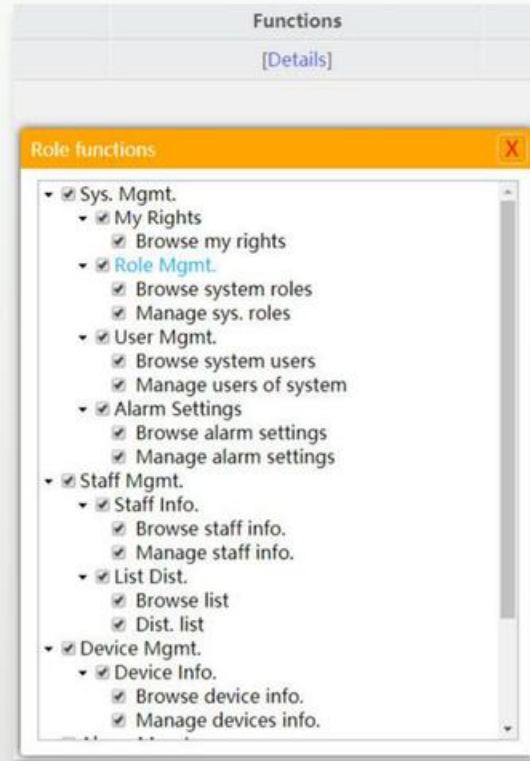 Functions
[Details]
Role functions X
Sys. Mgmt.
My Rights
Browse my rights
Role Mgmt.
Browse system roles
Manage sys. roles
User Mgmt.
Browse system users
Manage users of system
Alarm Settings
Browse alarm settings
Manage alarm settings
Staff Mgmt.
Staff Info.
Browse staff info.
Manage staff info.
List Dist.
Browse list
Dist. list
Device Mgmt.
Device Info.
Browse device info.
Manage devices info.